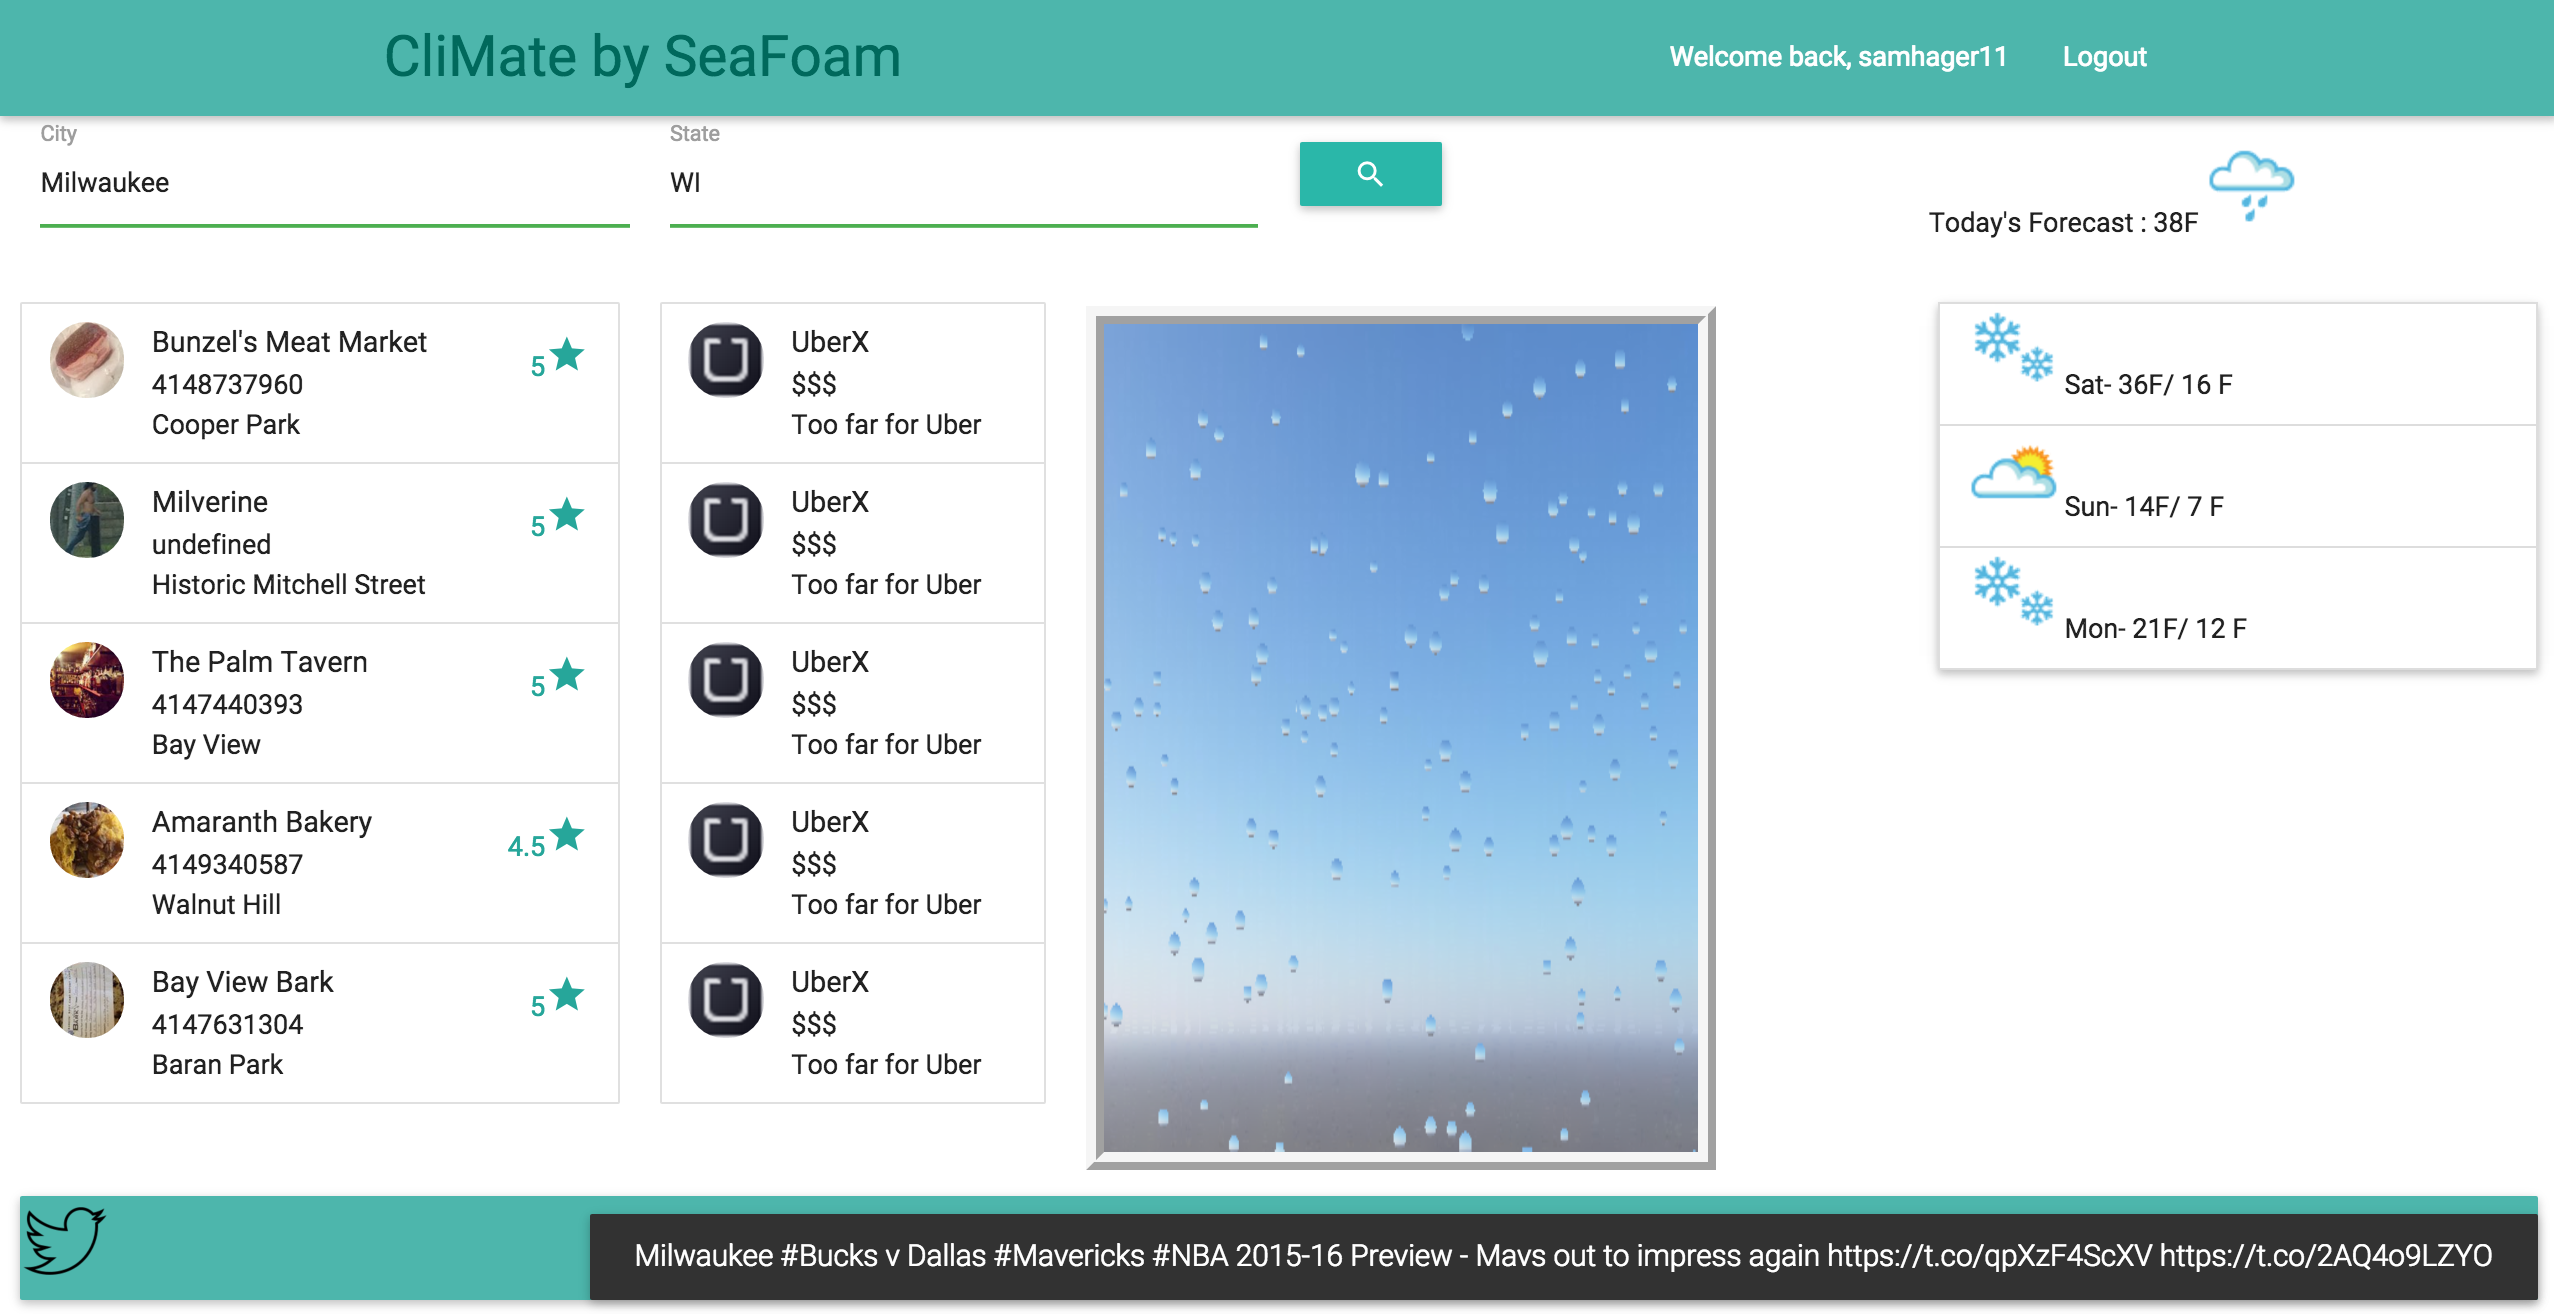 CliMate by SeaFoam
Welcome back, samhager11
Logout
City
Milwaukee
State
WI
Today's Forecast : 38F
Bunzel's Meat Market
4148737960
Cooper Park
5
Milverine
undefined
Historic Mitchell Street
5
The Palm Tavern
4147440393
Bay View
5
Amaranth Bakery
4149340587
Walnut Hill
4.5
Bay View Bark
4147631304
Baran Park
5
UberX
$$$
Too far for Uber
UberX
$$$
Too far for Uber
UberX
$$$
Too far for Uber
UberX
$$$
Too far for Uber
UberX
$$$
Too far for Uber
Sat- 36F/ 16 F
Sun- 14F/ 7 F
Mon- 21F/ 12 F
Milwaukee #Bucks v Dallas #Mavericks #NBA 2015-16 Preview - Mavs out to impress again https://t.co/qpXzF4ScXV https://t.co/2AQ4o9LZYO